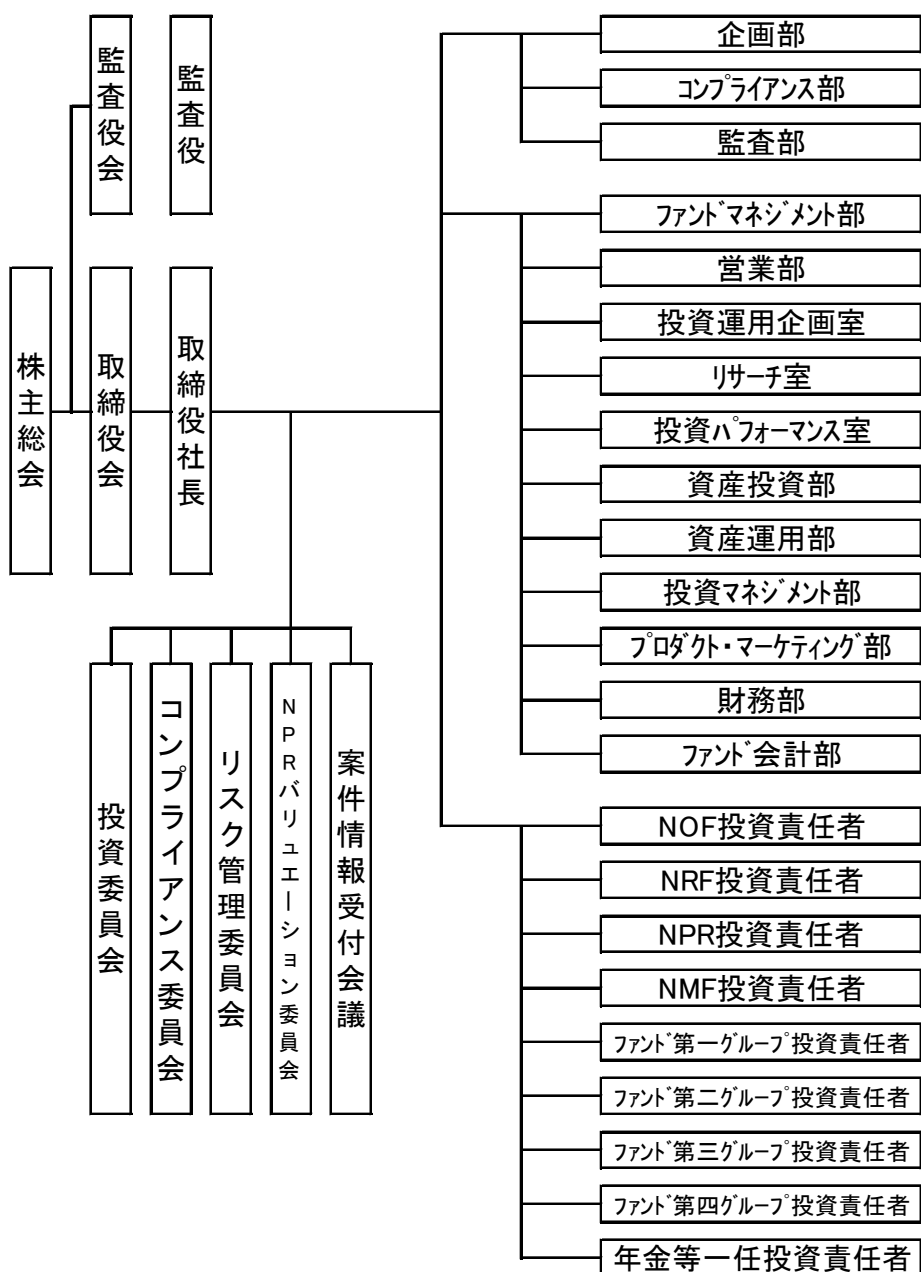 監査役会
監査役
株主総会
取締役会
取締役社長
投資委員会
コンプライアンス委員会
リスク管理委員会
NPRバリュエーション委員会
案件情報受付会議
企画部
コンプライアンス部
監査部
ファンドマネジメント部
営業部
投資運用企画室
リサーチ室
投資パフォーマンス室
資産投資部
資産運用部
投資マネジメント部
プロダクト・マーケティング部
財務部
ファンド会計部
NOF投資責任者
NRF投資責任者
NPR投資責任者
NMF投資責任者
ファンド第一グループ投資責任者
ファンド第二グループ投資責任者
ファンド第三グループ投資責任者
ファンド第四グループ投資責任者
年金等一任投資責任者